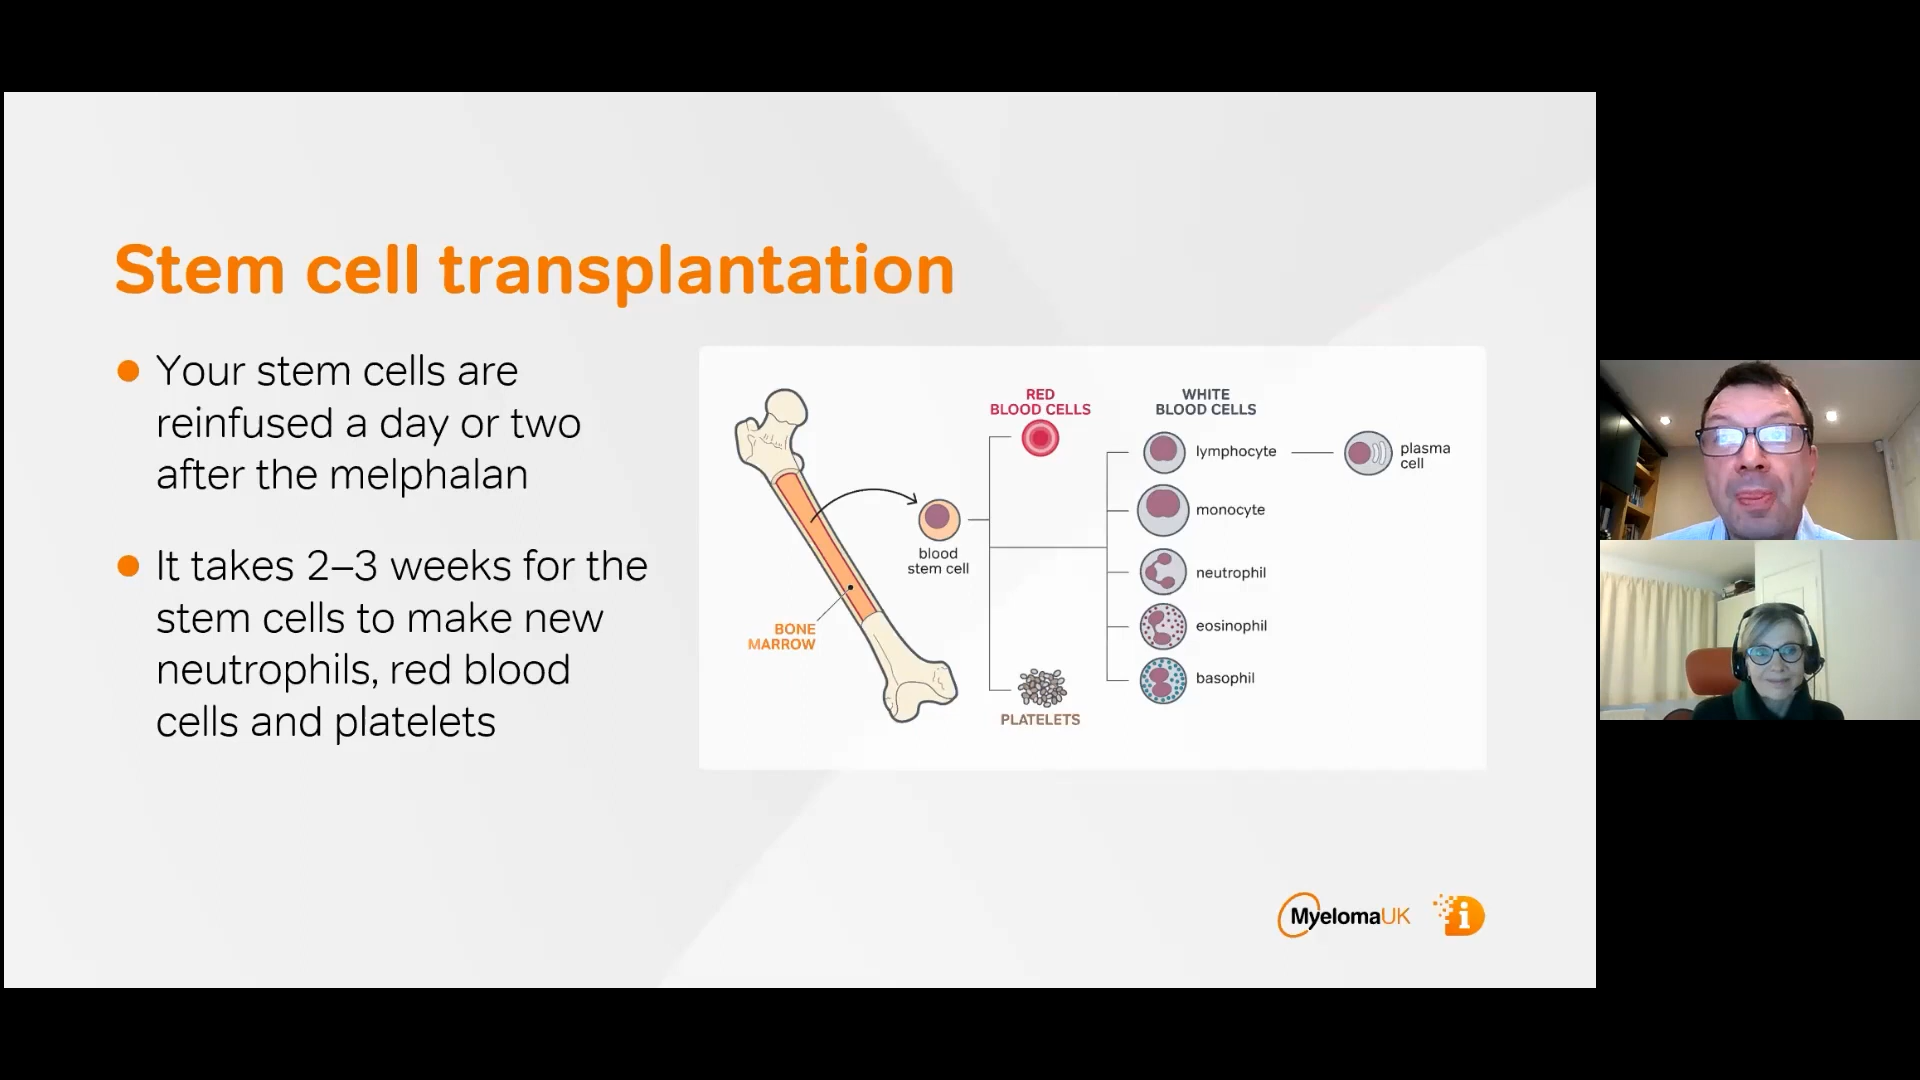 Stem cell transplantation
Your stem cells are
reinfused a day or two
after the melphalan
It takes 2–3 weeks for the
stem cells to make new
neutrophils, red blood
cells and platelets
BONE
MARROW
blood
stem cell
RED
BLOOD CELLS
PLATELETS
WHITE
BLOOD CELLS
lymphocyte
plasma
cell
monocyte
neutrophil
eosinophil
basophil
MyelomaUK
i